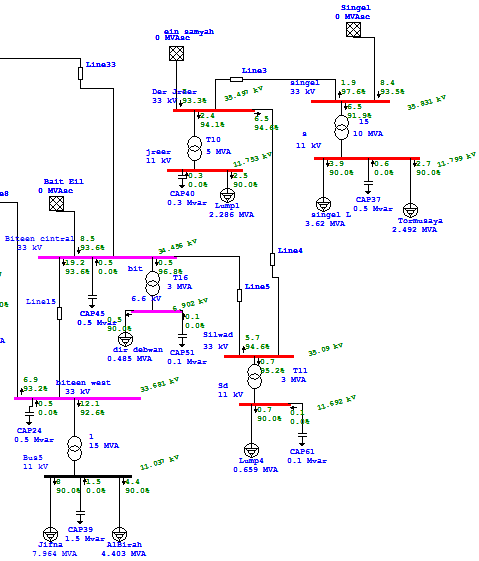 Singel
0 MVAsc
ein samyah
0 MVAsc
Line33
Line3
Der Jreer
33 kV
93.3%
35.497 kV
singel
33 kV
1.9
97.6%
8.4
93.5%
35.831 kV
2.4
94.1%
6.5
94.6%
6.5
91.9%
T10
5 MVA
15
10 MVA
s
11 kV
jreer
11 kV
11.753 kV
11.799 kV
0.3
0.0%
2.5
90.0%
3.9
90.0%
0.6
0.0%
2.7
90.0%
CAP40
0.3 Mvar
Lump1
2.286 MVA
CAP37
0.5 Mvar
singel L
3.62 MVA
Tormusaya
2.492 MVA
Bait Eil
0 MVAsc
Biteen cintral
33 kV
8.5
93.6%
34.456 kV
19.2
93.6%
0.5
0.0%
bit
0.5
96.8%
T16
3 MVA
Line4
Line5
Line15
6.6 kV
6.902 kV
CAP45
0.5 Mvar
0.5
90.0%
0.1
0.0%
dir debwan
0.485 MVA
CAP51
0.1 Mvar
Silwad
33 kV
5.7
94.6%
35.09 kV
0.7
95.2%
T11
3 MVA
Sd
11 kV
11.692 kV
0.7
90.0%
0.1
0.0%
Lump4
0.659 MVA
CAP61
0.1 Mvar
6.9
93.2%
biteen west
33 kV
33.681 kV
0.5
0.0%
12.1
92.6%
CAP24
0.5 Mvar
1
15 MVA
Bus5
11 kV
11.037 kV
8
90.0%
1.5
0.0%
4.4
90.0%
CAP39
1.5 Mvar
Jifna
7.964 MVA
AlBirah
4.403 MVA